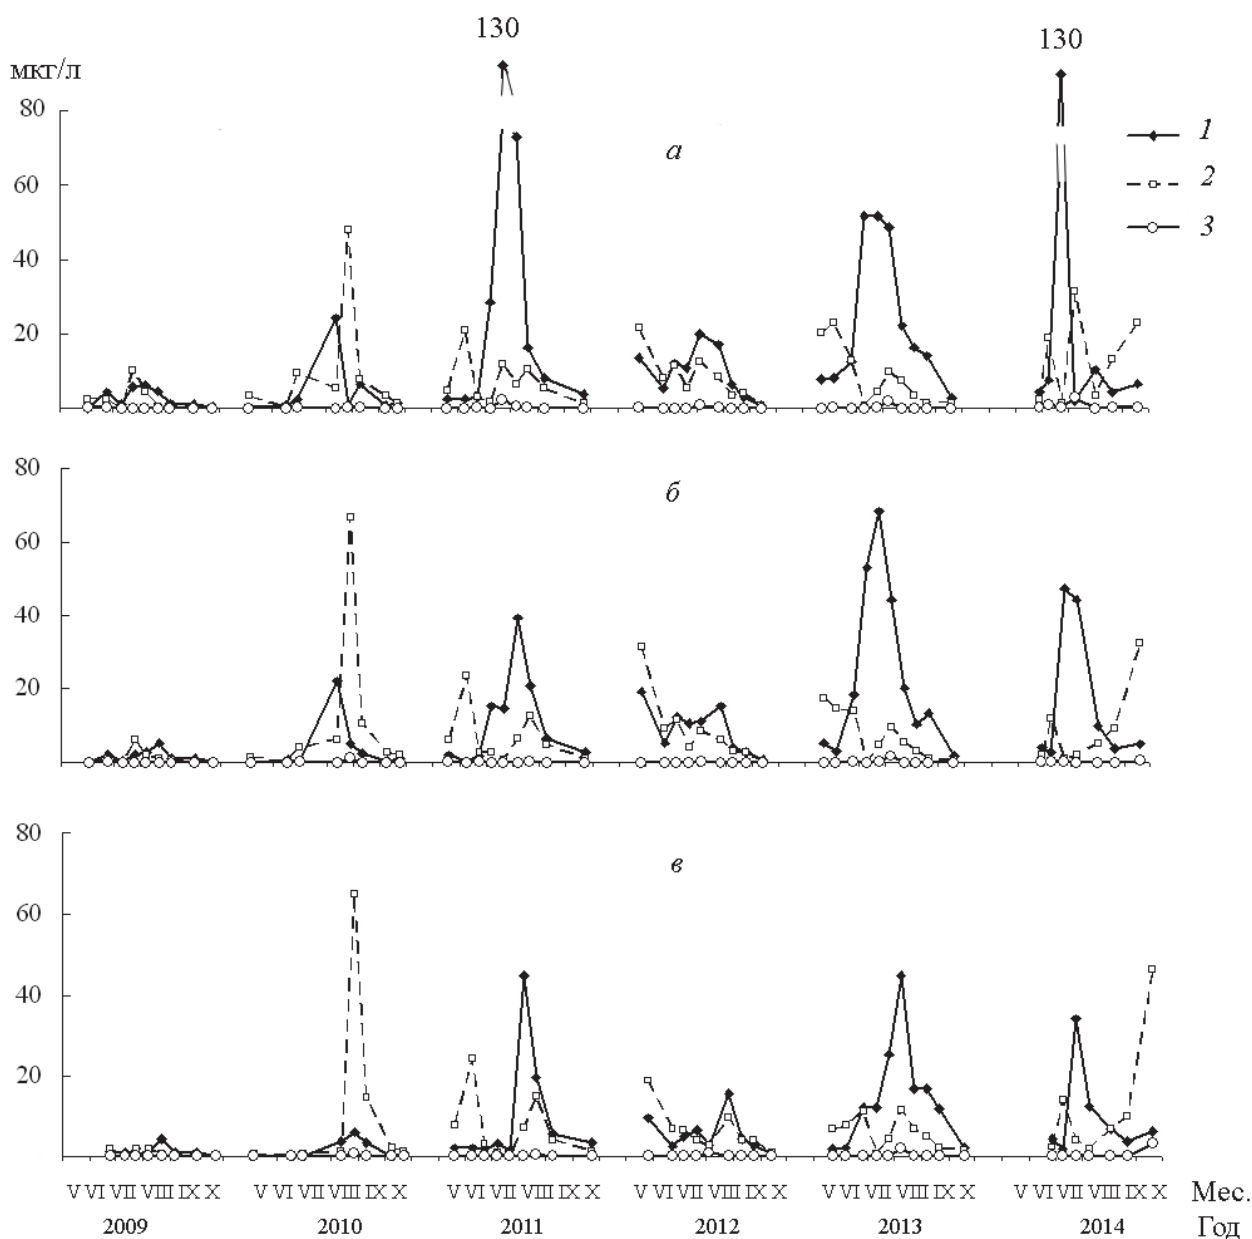 130
130
мкг/л
80
60
40
20
а
1
2
3
80
60
40
20
б
80
60
40
20
в
V VI VII VIII IX X V VI VII VIII IX X V VI VII VIII IX X V VI VII VIII IX X V VI VII VIII IX X V VI VII VIII IX X Мес.
2009 2010 2011 2012 2013 2014 Год